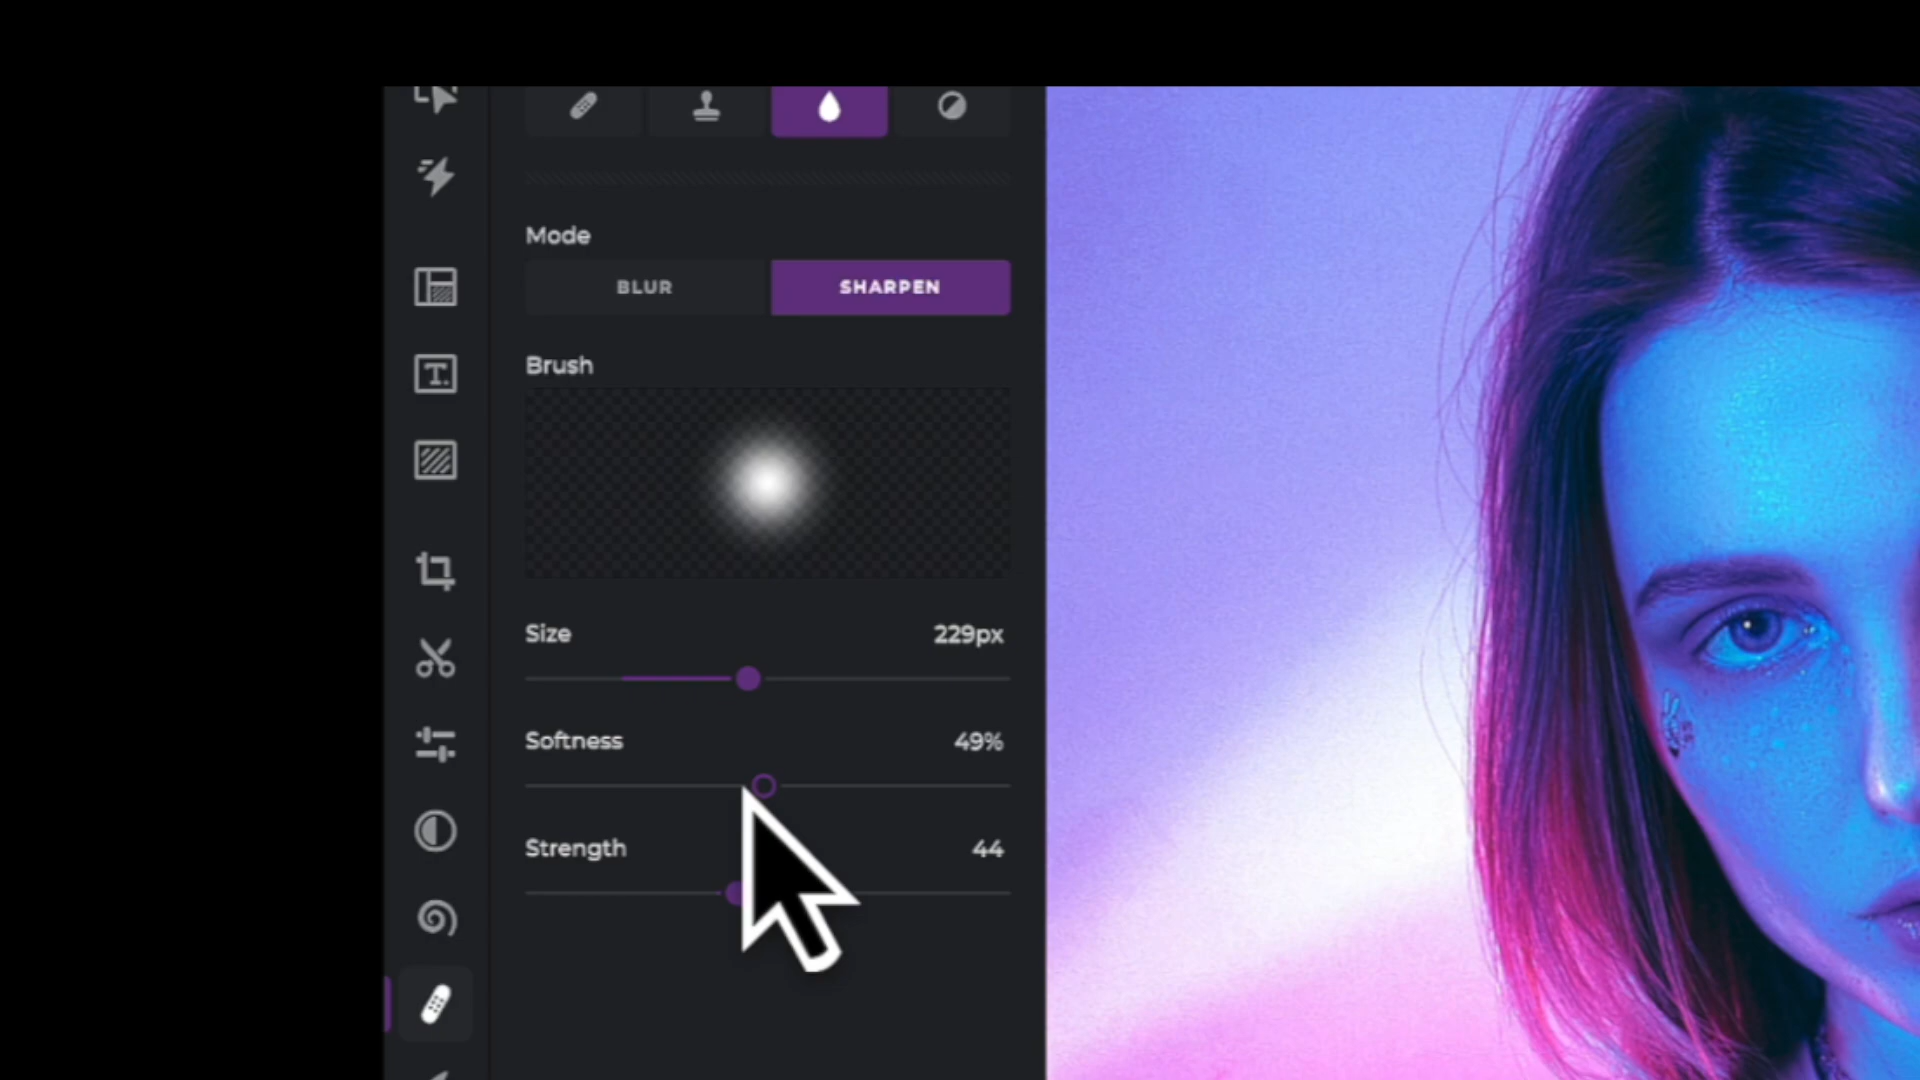 Mode
BLUR SHARPEN
Brush
Size 229px
Softness 49%
Strength 44